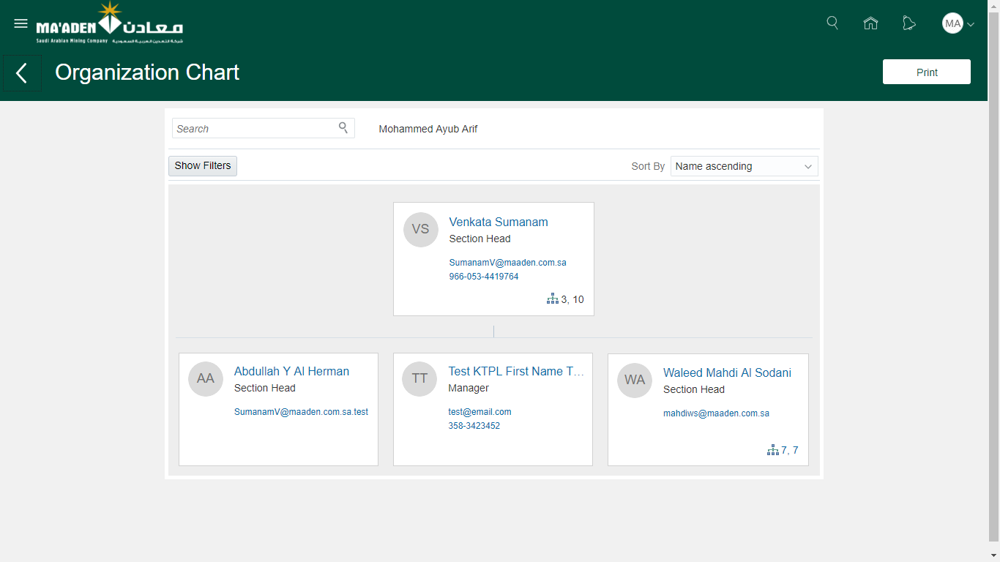 MA'ADEN معادن
Saudi Arabian Mining Company شركة التعدين العربية السعودية
MA
Organization Chart
Print
Search
Mohammed Ayub Arif
Show Filters
Sort By
Name ascending
VS
Venkata Sumanam
Section Head
SumanamV@maaden.com.sa
966-053-4419764
3, 10
AA
Abdullah Y Al Herman
Section Head
SumanamV@maaden.com.sa.test
TT
Test KTPL First Name T...
Manager
test@email.com
358-3423452
WA
Waleed Mahdi Al Sodani
Section Head
mahdiws@maaden.com.sa
7, 7